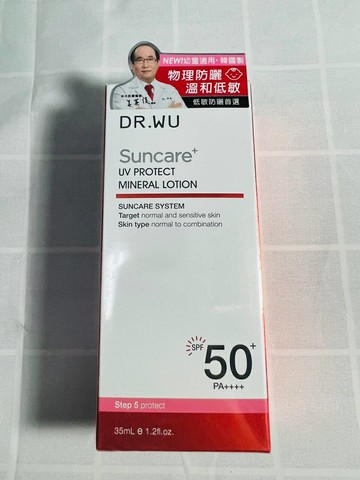 NEW!幼童適用・韓國製
物理防曬
溫和低敏
低敏防曬首選
DR.WU
Suncare+
UV PROTECT
MINERAL LOTION
SUNCARE SYSTEM
Target normal and sensitive skin
Skin type normal to combination
SPF 50+
PA++++
Step 5 protect
35mL e 1.2fl.oz.